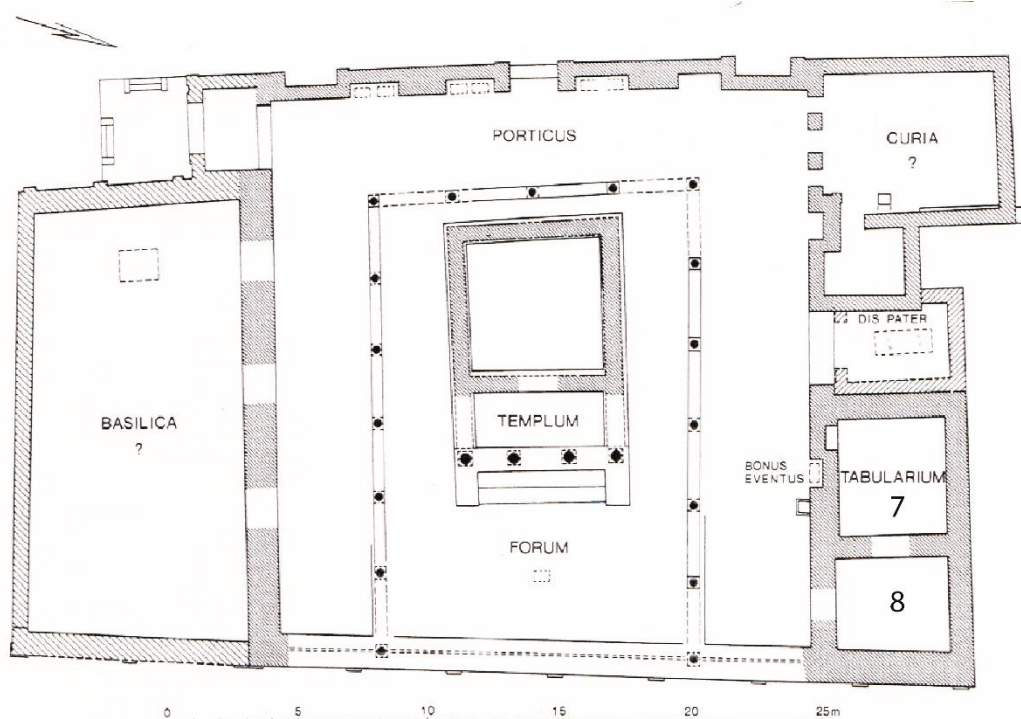 PORTICUS
CURIA
?
DIS PATER
BASILICA
?
TEMPLUM
BONUS
EVENTUS
TABULARIUM
7
FORUM
8
0 5 10 15 20 25m